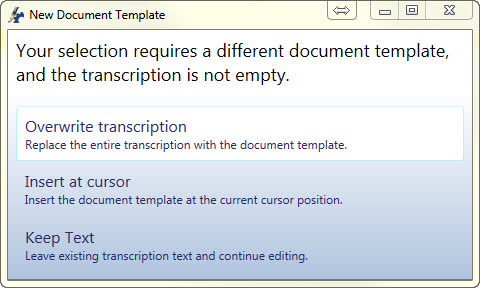 New Document Template
Your selection requires a different document template,
and the transcription is not empty.
Overwrite transcription
Replace the entire transcription with the document template.
Insert at cursor
Insert the document template at the current cursor position.
Keep Text
Leave existing transcription text and continue editing.